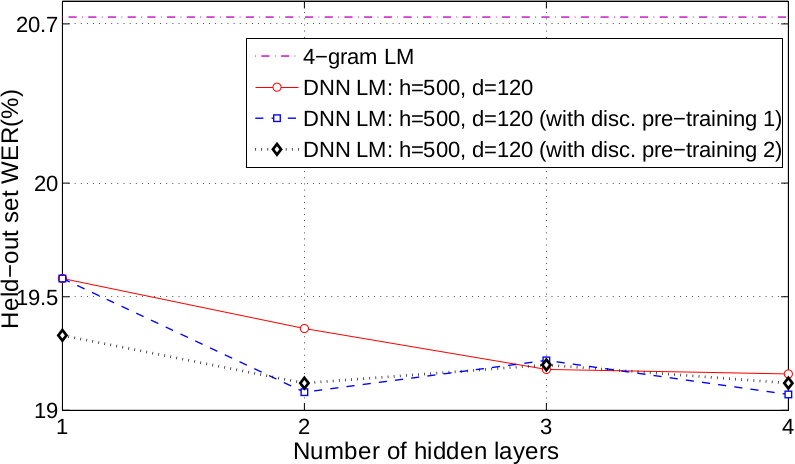 20.7
4−gram LM
DNN LM: h=500, d=120
DNN LM: h=500, d=120 (with disc. pre−training 1)
DNN LM: h=500, d=120 (with disc. pre−training 2)
20
19.5
19
Held−out set WER(%)
1 2 3 4
Number of hidden layers